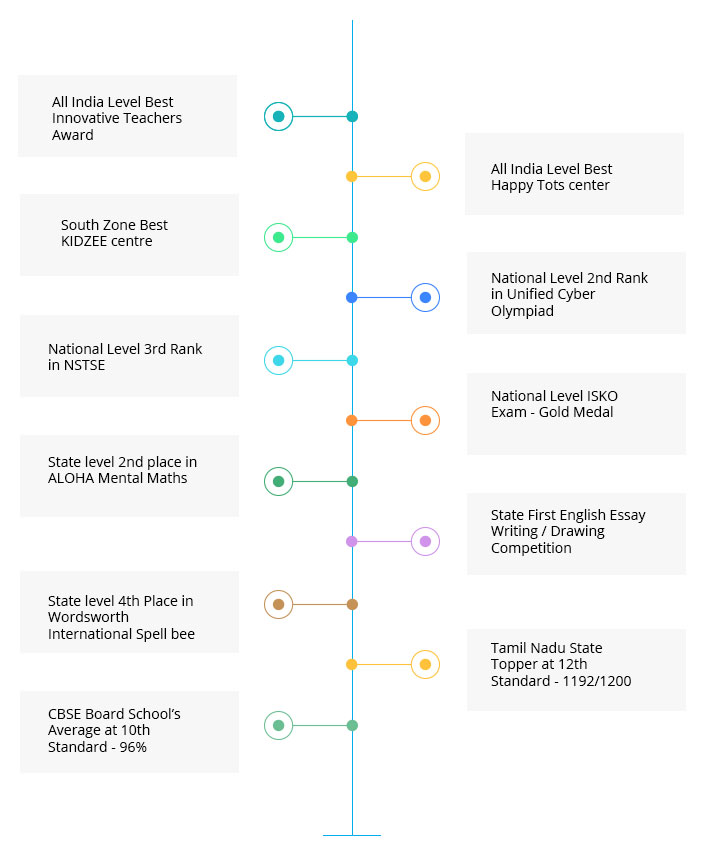 All India Level Best
Innovative Teachers
Award
All India Level Best
Happy Tots center
South Zone Best
KIDZEE centre
National Level 2nd Rank
in Unified Cyber
Olympiad
National Level 3rd Rank
in NSTSE
National Level ISKO
Exam - Gold Medal
State level 2nd place in
ALOHA Mental Maths
State First English Essay
Writing / Drawing
Competition
State level 4th Place in
Wordsworth
International Spell bee
Tamil Nadu State
Topper at 12th
Standard - 1192/1200
CBSE Board School‘s
Average at 10th
Standard - 96%